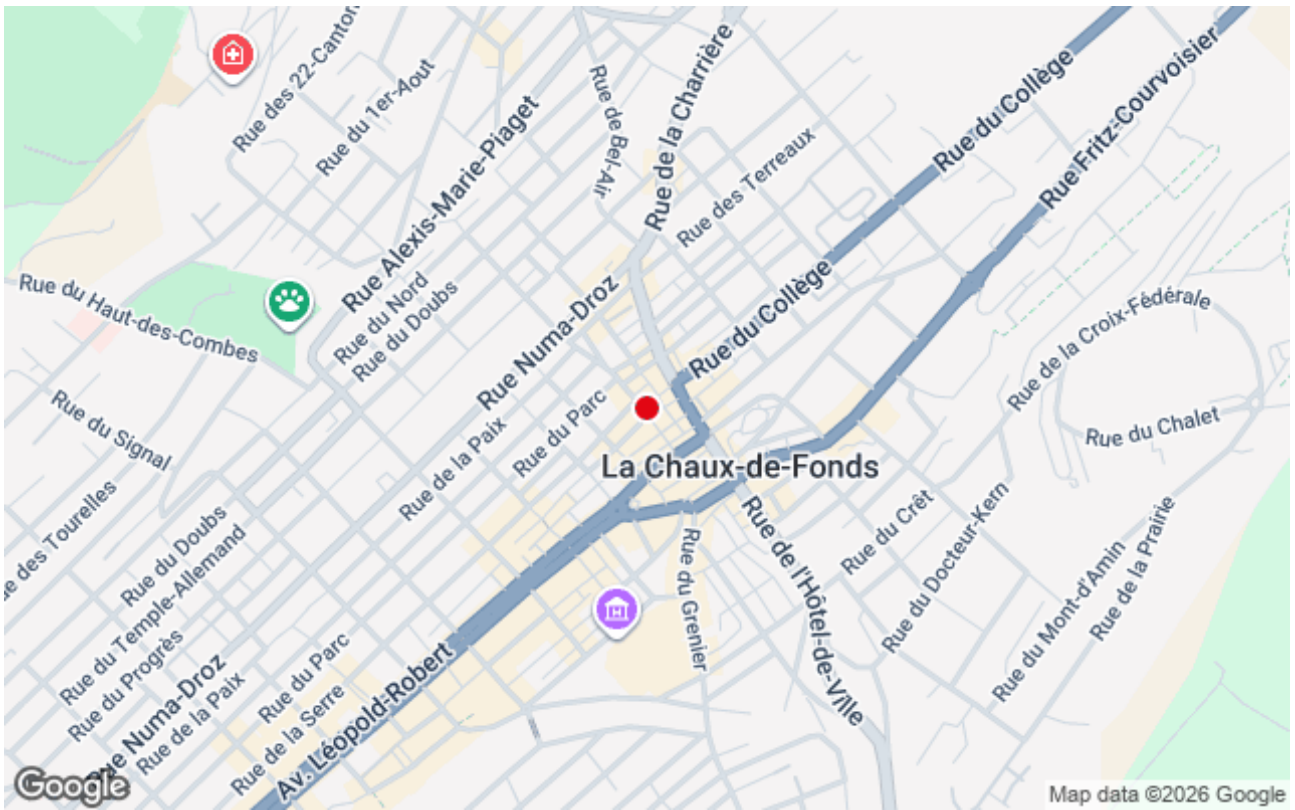 Rue des 22-Canton
Rue du 1er-Aout
Rue de Bel-Air
Rue de la Charrière
Rue du Collège
Rue Fritz-Courvoisier
Rue Alexis-Marie-Piaget
Rue des Terreaux
Rue du Haut-des-Combes
Rue du Nord
Rue du Doubs
Rue Numa-Droz
Rue du Collège
Rue de la Croix-Fédérale
Rue du Signal
Rue de la Paix
Rue du Parc
Rue du Chalet
La Chaux-de-Fonds
ue des Tourelles
Rue du Doubs
Rue du Temple-Allemand
Rue du Progrès
Rue Numa-Droz
Rue de la Paix
Rue du Parc
Rue de la Serre
Av. Léopold-Robert
Rue du Grenier
Rue de l'Hôtel-de-Ville
Rue du Crêt
Rue du Docteur-Kern
Rue du Mont-d'Amin
Rue de la Prairie
Google
Map data ©2026 Google